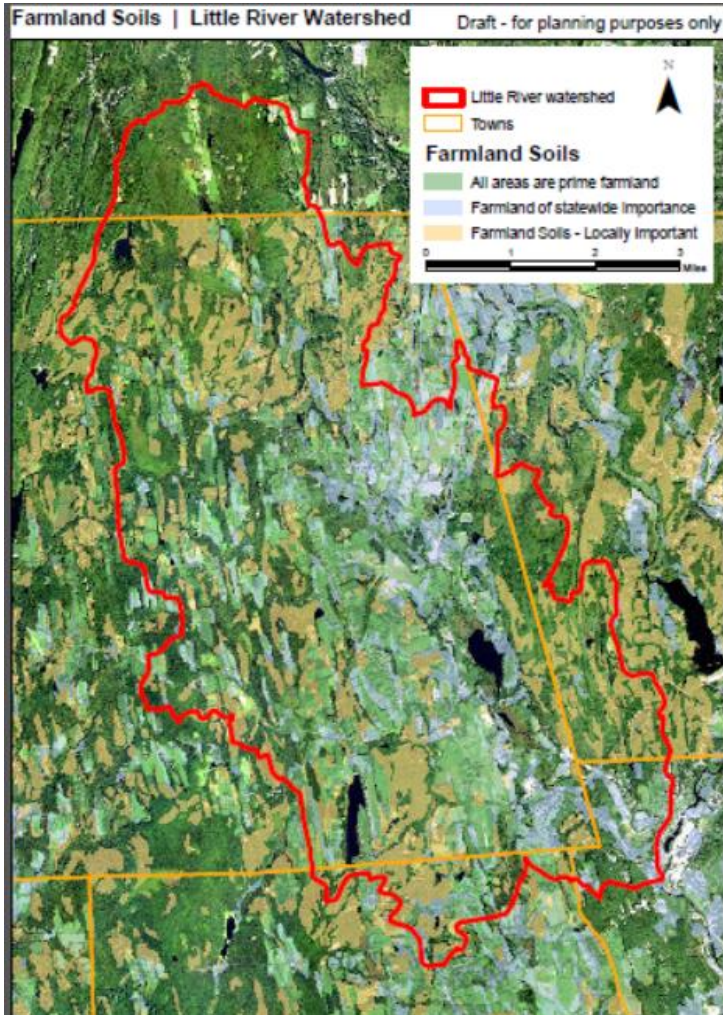 Farmland Soils | Little River Watershed
Draft - for planning purposes only
N
Little River watershed
Towns
Farmland Soils
All areas are prime farmland
Farmland of statewide Importance
Farmland Soils - Locally Important
0 1 2 3
Miles